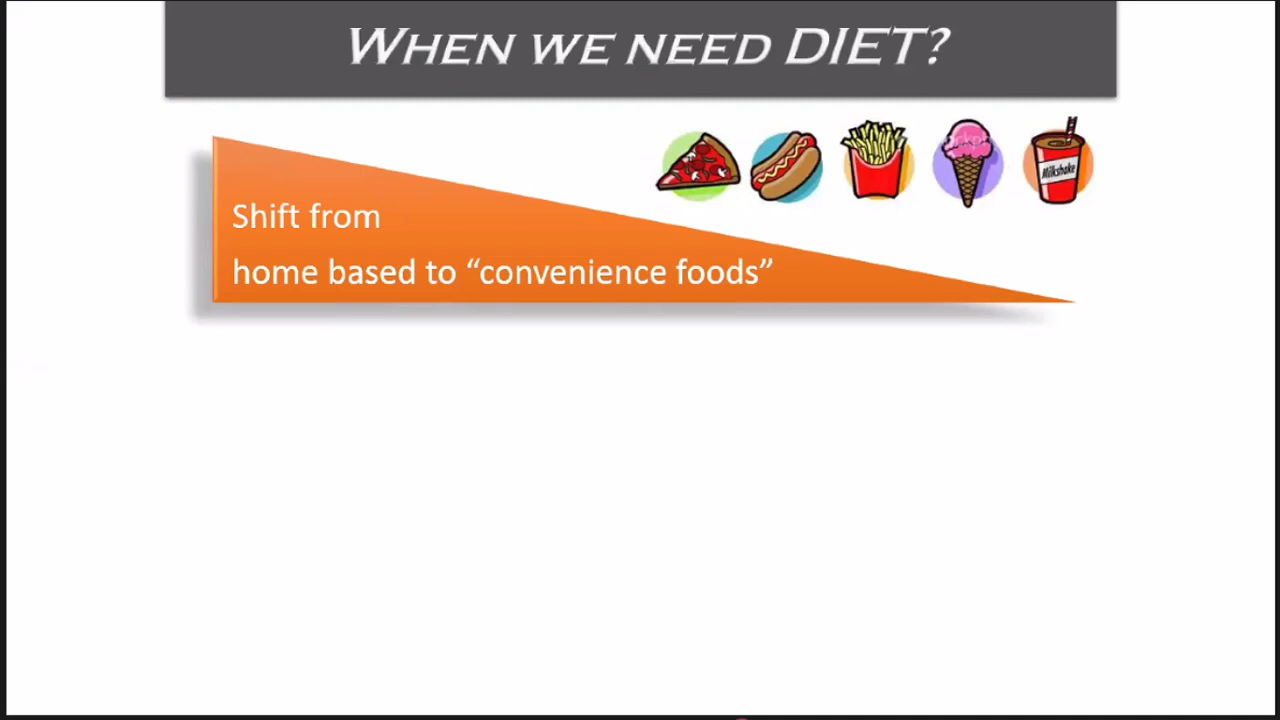 WHEN WE NEED DIET?
Milkshake
Shift from
home based to “convenience foods”